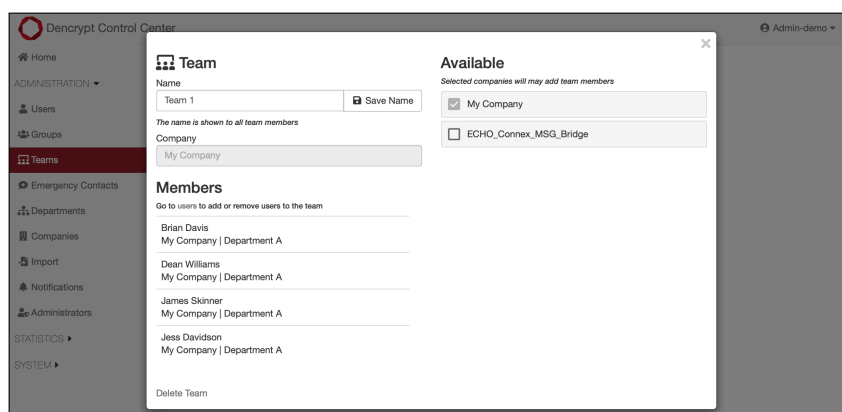 Dencrypt Control Center
Admin-demo
Home
ADMINISTRATION
Users
Groups
Teams
Emergency Contacts
Departments
Companies
Import
Notifications
Administrators
STATISTICS
SYSTEM
×
Team
Name
Team 1
Save Name
The name is shown to all team members
Company
My Company
Members
Go to users to add or remove users to the team
Brian Davis
My Company | Department A
Dean Williams
My Company | Department A
James Skinner
My Company | Department A
Jess Davidson
My Company | Department A
Delete Team
Available
Selected companies will may add team members
My Company
ECHO_Connex_MSG_Bridge